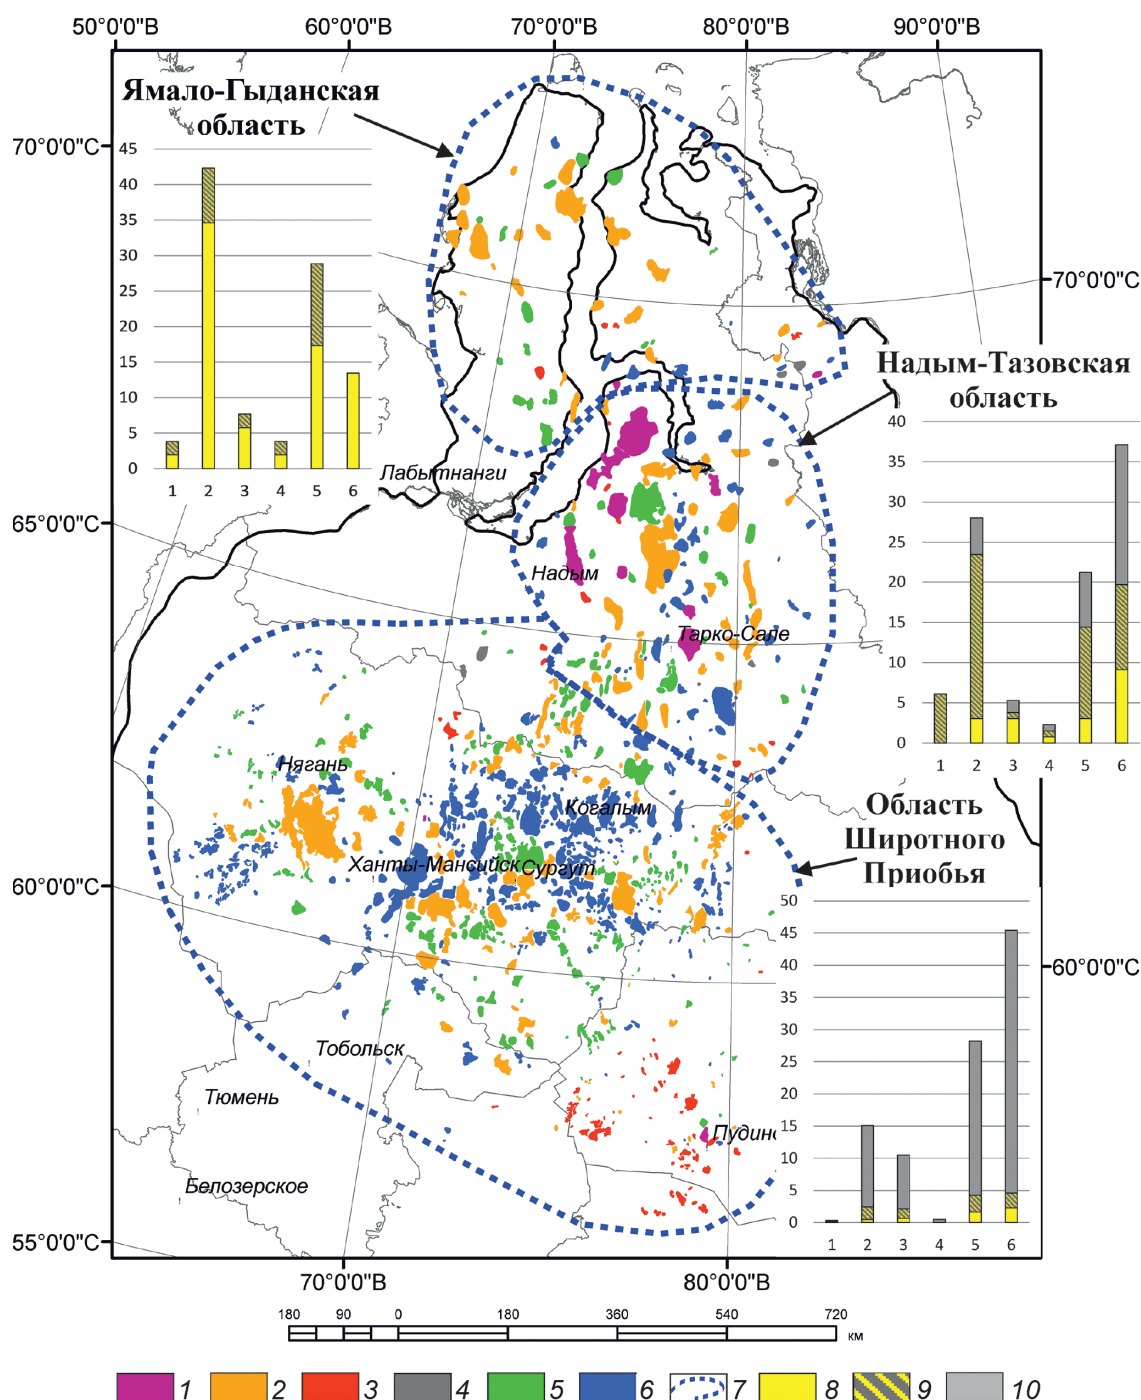 50°0'0"В 60°0'0"В 70°0'0"В 80°0'0"В 90°0'0"В
Ямало-Гыданская
область
70°0'0"С
45
40
35
30
25
20
15
10
5
0
1 2 3 4 5 6
70°0'0"С
Надым-Тазовская
область
40
35
30
25
20
15
10
5
0
1 2 3 4 5 6
Лабытнанги
65°0'0"С
Надым
Тарко-Сале
Нягань
Когалым
Ханты-Мансийск
Сургут
Область
Широтного
Приобья
50
45
40
35
30
25
20
15
10
5
0
1 2 3 4 5 6
60°0'0"С
60°0'0"С
Тобольск
Тюмень
Пудино
Белозерское
55°0'0"С
70°0'0"В 80°0'0"В
180 90 0 180 360 540 720
км
1 2 3 4 5 6 7 8 9 10